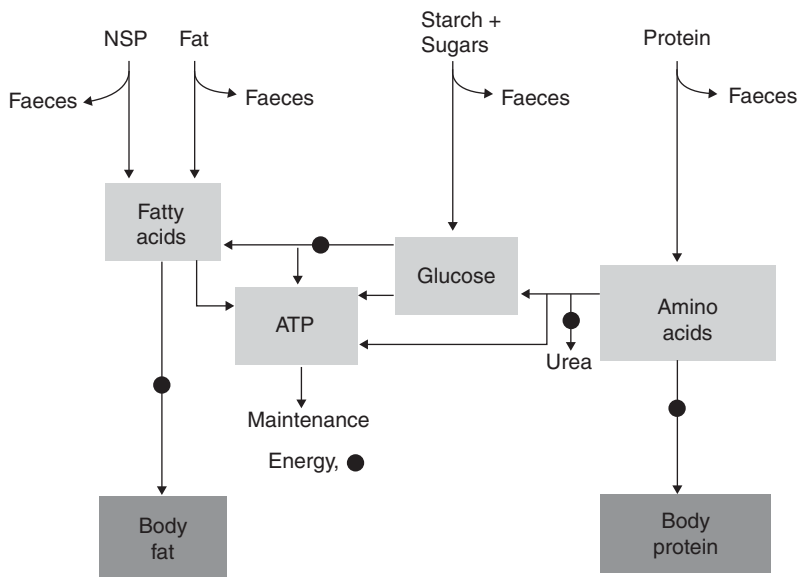 NSP
Fat
Starch +
Sugars
Protein
Faeces
Faeces
Faeces
Faeces
Fatty
acids
Glucose
Amino
acids
ATP
Urea
Maintenance
Energy,
Body
fat
Body
protein